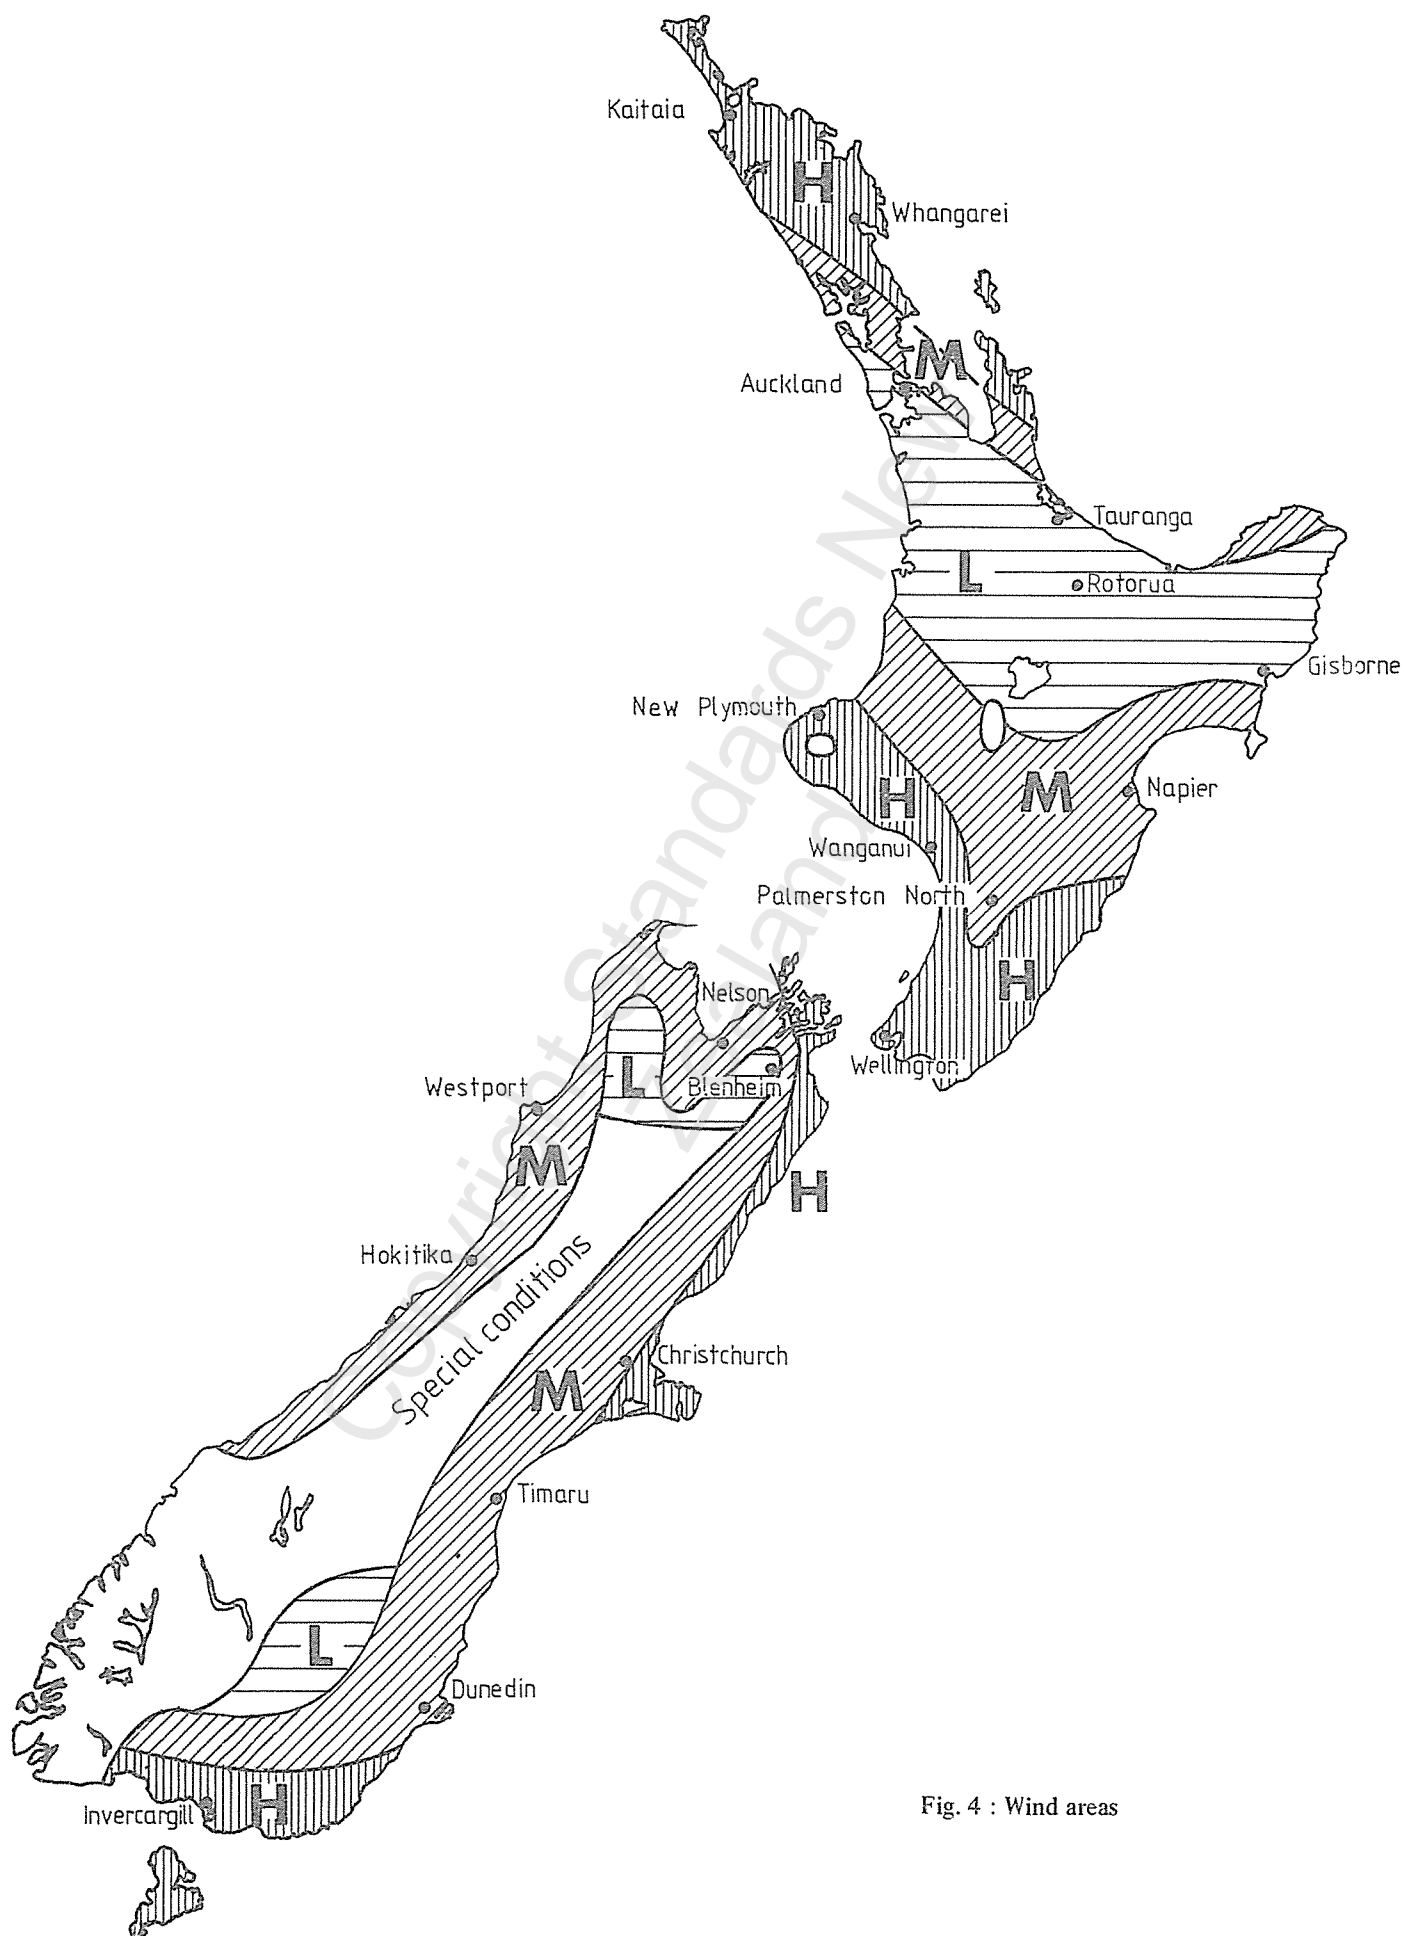 Kaitaia
H
Whangarei
M
Auckland
Tauranga
L
Rotorua
Gisborne
New Plymouth
H
M
Napier
Wanganui
Palmerston North
H
Nelson
Wellington
L
Blenheim
Westport
M
H
Hokitika
Special conditions
Christchurch
M
Timaru
L
Dunedin
Invercargill
H
Fig. 4 : Wind areas
Copyright Standards New
Zealand